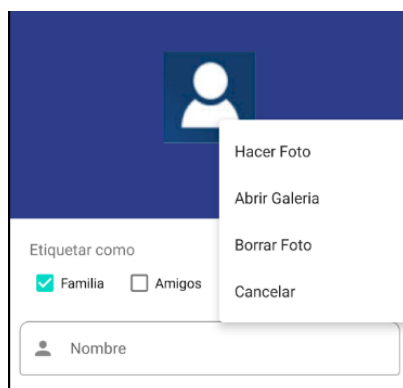 Hacer Foto
Abrir Galeria
Borrar Foto
Cancelar
Etiquetar como
Familia Amigos
Nombre